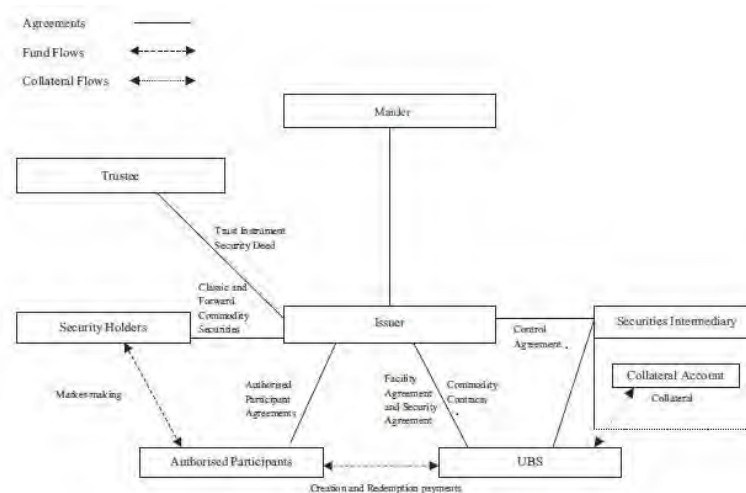 Agreements
Fund Flows
Collateral Flows
Manler
Trustee
Trust Instrument
Security Deed
Classic and
Forward
Commodity
Securities
Security Holders
Issuer
Securities Intermediary
Control
Agreement
Collateral Account
Collateral
Market-making
Authorised
Participant
Agreements
Facility
Agreement
and Security
Agreement
Commodity
Contracts
Authorised Participants
UBS
Creation and Redemption payments